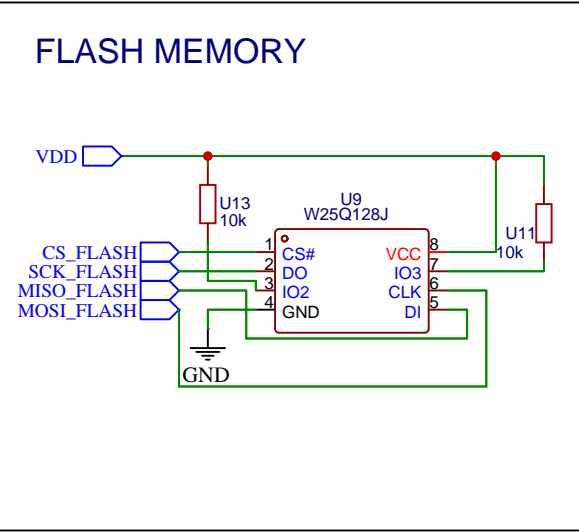 FLASH MEMORY
VDD
U13
10k
U9
W25Q128J
U11
10k
CS_FLASH
SCK_FLASH
MISO_FLASH
MOSI_FLASH
1
2
3
4
CS#
DO
IO2
GND
VCC
IO3
CLK
DI
8
7
6
5
GND